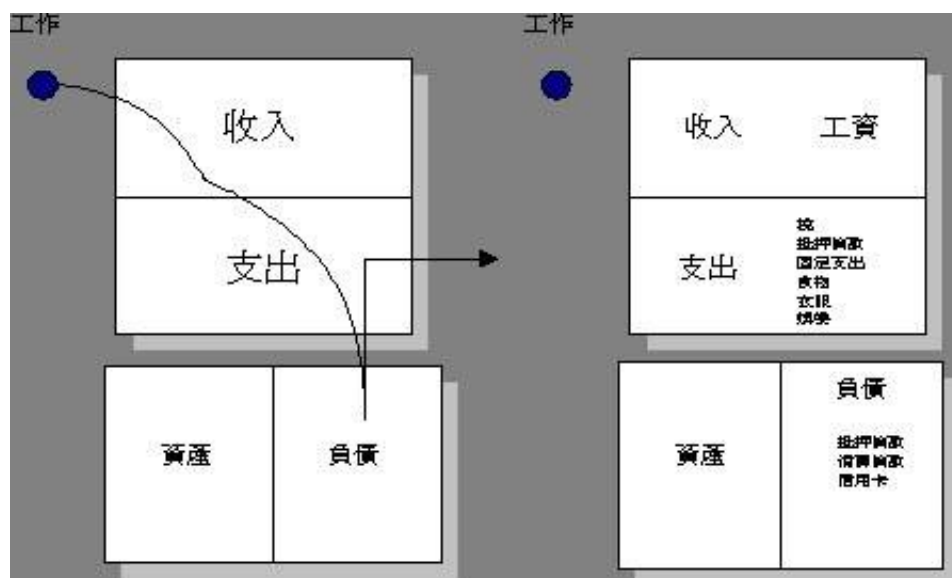 工作
收入
支出
資產
負債
工作
收入 工資
支出
稅
抵押貸款
固定支出
食物
衣服
娛樂
資產
負債
抵押貸款
消費貸款
信用卡